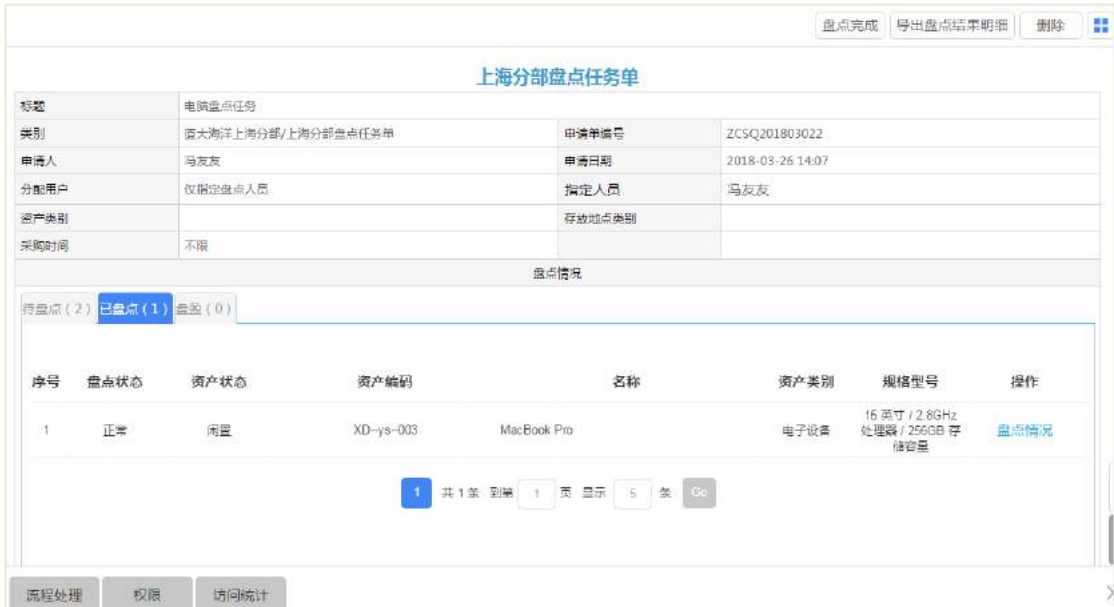 盘点完成 导出盘点结果明细 删除
上海分部盘点任务单
标题 电脑盘点任务
类别 恒大海洋上海分部/上海分部盘点任务单 申请单编号 ZCSQ201803022
申请人 冯友友 申请日期 2018-03-26 14:07
分配用户 仅指定盘点人员 指定人员 冯友友
资产类别 存放地点类别
采购时间 不限
盘点情况
待盘点(2) 已盘点(1) 盘盈(0)
序号 盘点状态 资产状态 资产编码 名称 资产类别 规格型号 操作
15 英寸 / 2.8GHz
1 正常 闲置 XD--ys--003 MacBook Pro 电子设备 处理器 / 256GB 存 盘点情况
储容量
1 共 1 条 到第 1 页 显示 5 条 Go
流程处理 权限 访问统计